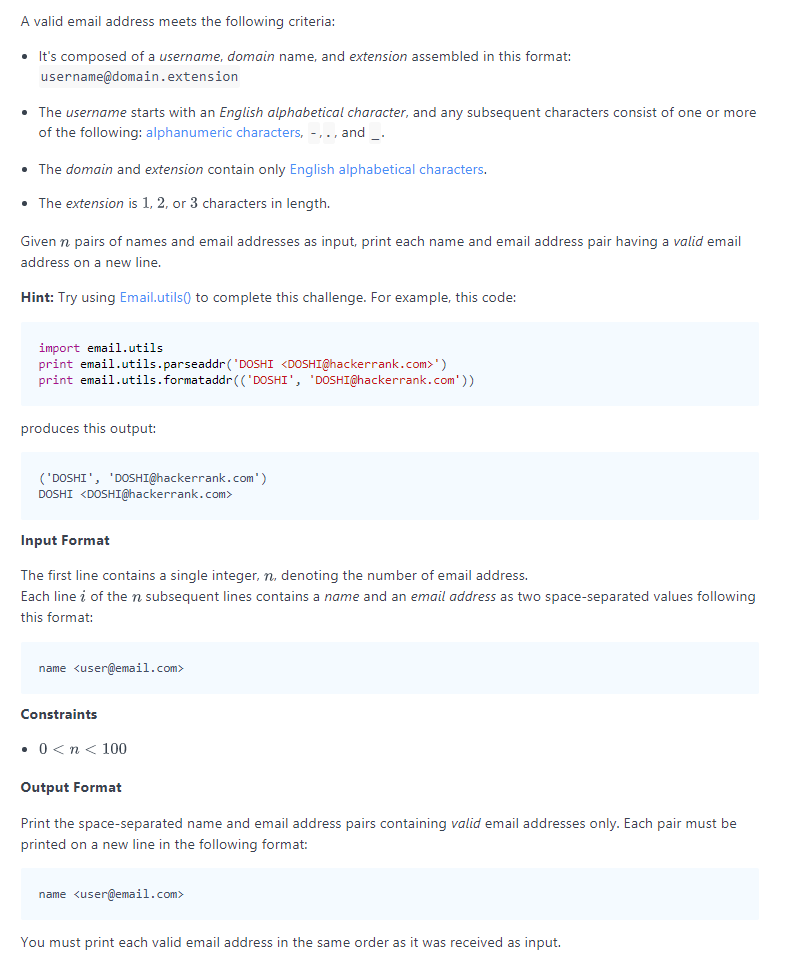 A valid email address meets the following criteria:
• It's composed of a username, domain name, and extension assembled in this format:
username@domain.extension
• The username starts with an English alphabetical character, and any subsequent characters consist of one or more
of the following: alphanumeric characters, -,., and _.
• The domain and extension contain only English alphabetical characters.
• The extension is 1, 2, or 3 characters in length.
Given n pairs of names and email addresses as input, print each name and email address pair having a valid email
address on a new line.
Hint: Try using Email.utils() to complete this challenge. For example, this code:
import email.utils
print email.utils.parseaddr('DOSHI <DOSHI@hackerrank.com>')
print email.utils.formataddr(('DOSHI', 'DOSHI@hackerrank.com'))
produces this output:
('DOSHI', 'DOSHI@hackerrank.com')
DOSHI <DOSHI@hackerrank.com>
Input Format
The first line contains a single integer, n, denoting the number of email address.
Each line i of the n subsequent lines contains a name and an email address as two space-separated values following
this format:
name <user@email.com>
Constraints
• 0 < n < 100
Output Format
Print the space-separated name and email address pairs containing valid email addresses only. Each pair must be
printed on a new line in the following format:
name <user@email.com>
You must print each valid email address in the same order as it was received as input.